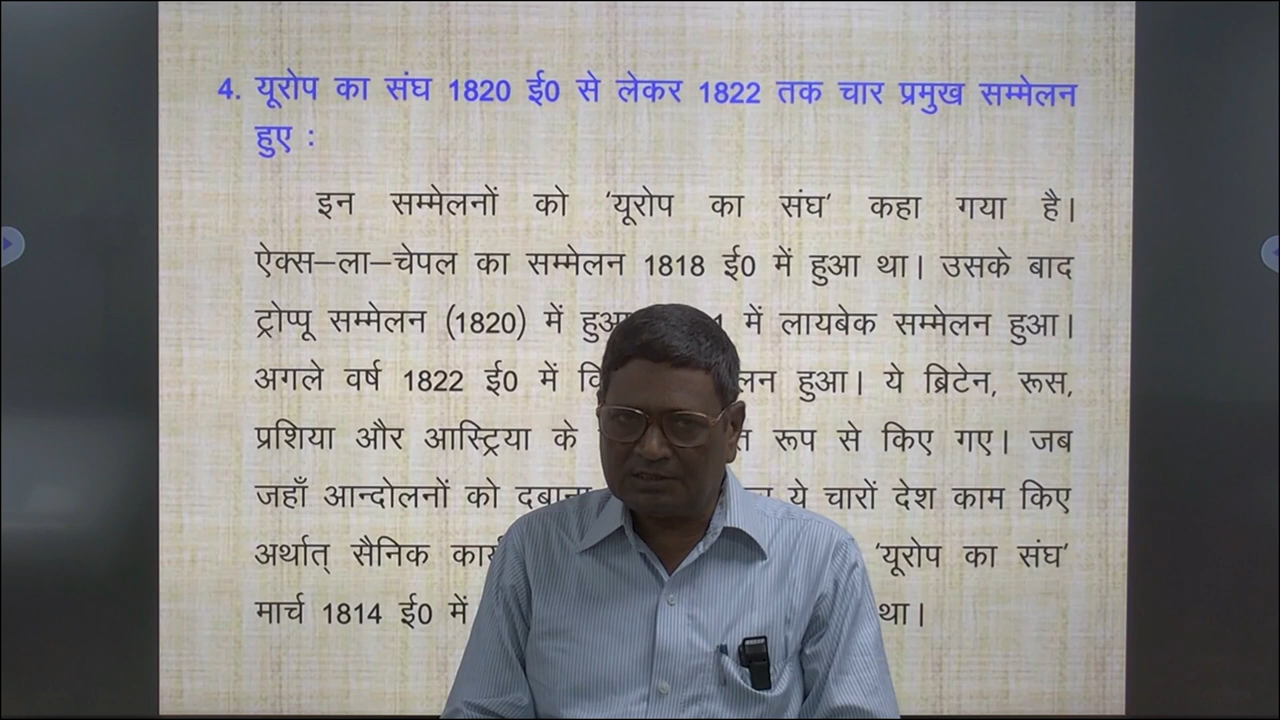 4. यूरोप का संघ 1820 ई0 से लेकर 1822 तक चार प्रमुख सम्मेलन
हुए :
इन सम्मेलनों को 'यूरोप का संघ' कहा गया है।
ऐक्स–ला–चेपल का सम्मेलन 1818 ई0 में हुआ था। उसके बाद
ट्रोप्पू सम्मेलन (1820) में में लायबेक सम्मेलन हुआ।
अगले वर्ष 1822 ई0 में हुआ। ये ब्रिटेन, रूस,
प्रशिया और आस्ट्रिया के रूप से किए गए। जब
जहाँ आन्दोलनों को ये चारों देश काम किए
अर्थात् सैनिक 'यूरोप का संघ'
मार्च 1814 ई0 में था।